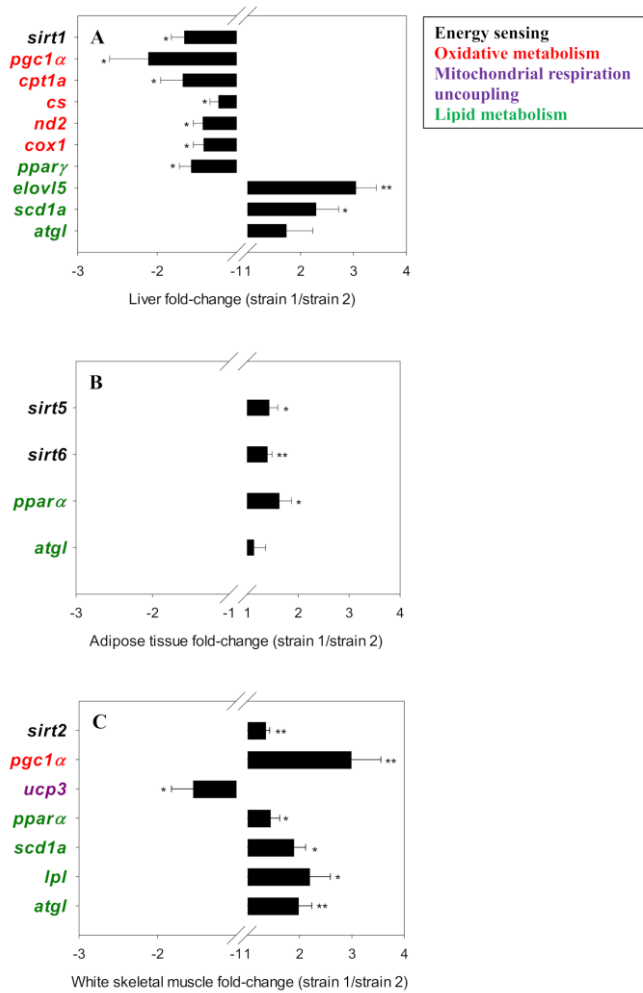 A
sirt1 *
pgc1α *
cpt1a *
cs *
nd2 *
cox1 *
pparγ *
elovl5 **
scd1a *
atgl
-3 -2 -1 1 2 3 4
Liver fold-change (strain 1/strain 2)
Energy sensing
Oxidative metabolism
Mitochondrial respiration
uncoupling
Lipid metabolism
B
sirt5 *
sirt6 **
pparα *
atgl
-3 -2 -1 1 2 3 4
Adipose tissue fold-change (strain 1/strain 2)
C
sirt2 **
pgc1α **
ucp3 *
pparα *
scd1a *
lpl *
atgl **
-3 -2 -1 1 2 3 4
White skeletal muscle fold-change (strain 1/strain 2)